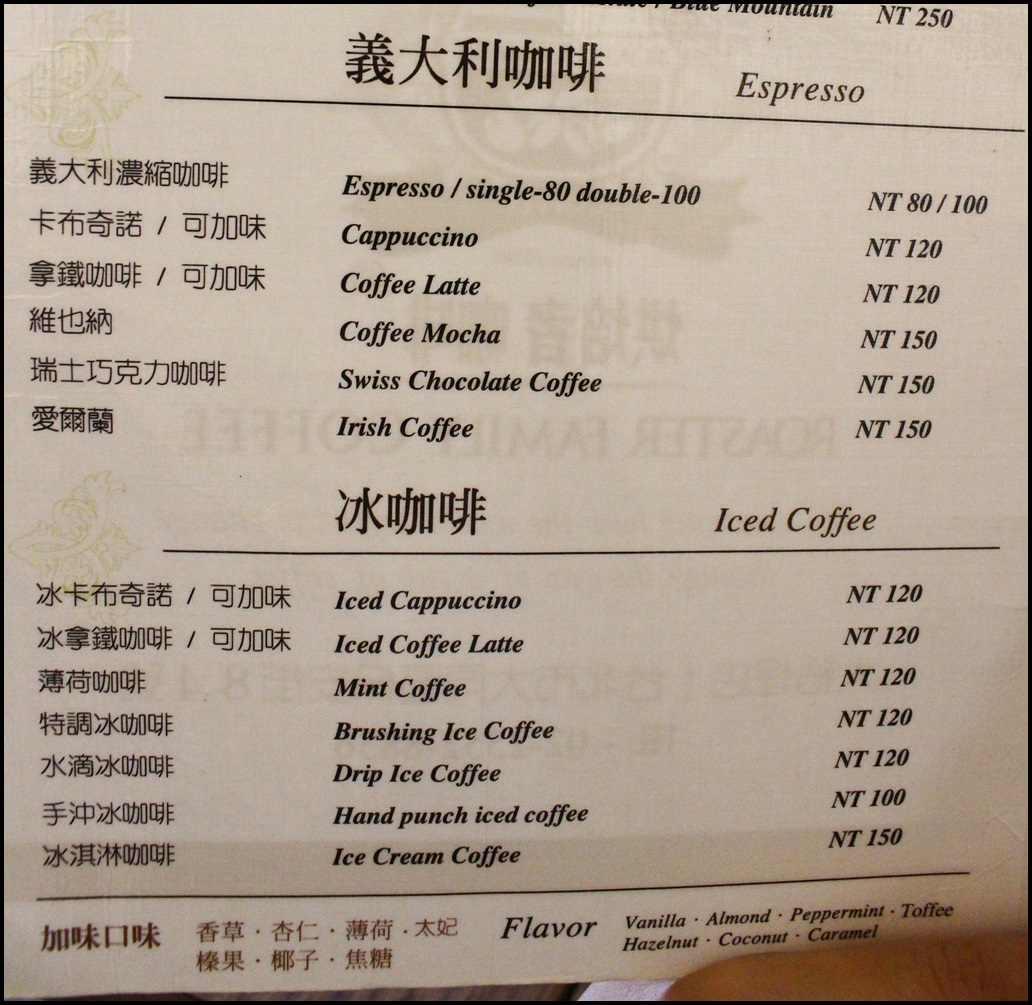 Blue Mountain NT 250
義大利咖啡 Espresso
義大利濃縮咖啡 Espresso / single-80 double-100 NT 80 / 100
卡布奇諾 / 可加味 Cappuccino NT 120
拿鐵咖啡 / 可加味 Coffee Latte NT 120
維也納 Coffee Mocha NT 150
瑞士巧克力咖啡 Swiss Chocolate Coffee NT 150
愛爾蘭 Irish Coffee NT 150
冰咖啡 Iced Coffee
冰卡布奇諾 / 可加味 Iced Cappuccino NT 120
冰拿鐵咖啡 / 可加味 Iced Coffee Latte NT 120
薄荷咖啡 Mint Coffee NT 120
特調冰咖啡 Brushing Ice Coffee NT 120
水滴冰咖啡 Drip Ice Coffee NT 120
手沖冰咖啡 Hand punch iced coffee NT 100
冰淇淋咖啡 Ice Cream Coffee NT 150
加味口味 香草 · 杏仁 · 薄荷 · 太妃 Flavor Vanilla · Almond · Peppermint · Toffee
榛果 · 椰子 · 焦糖 Hazelnut · Coconut · Caramel